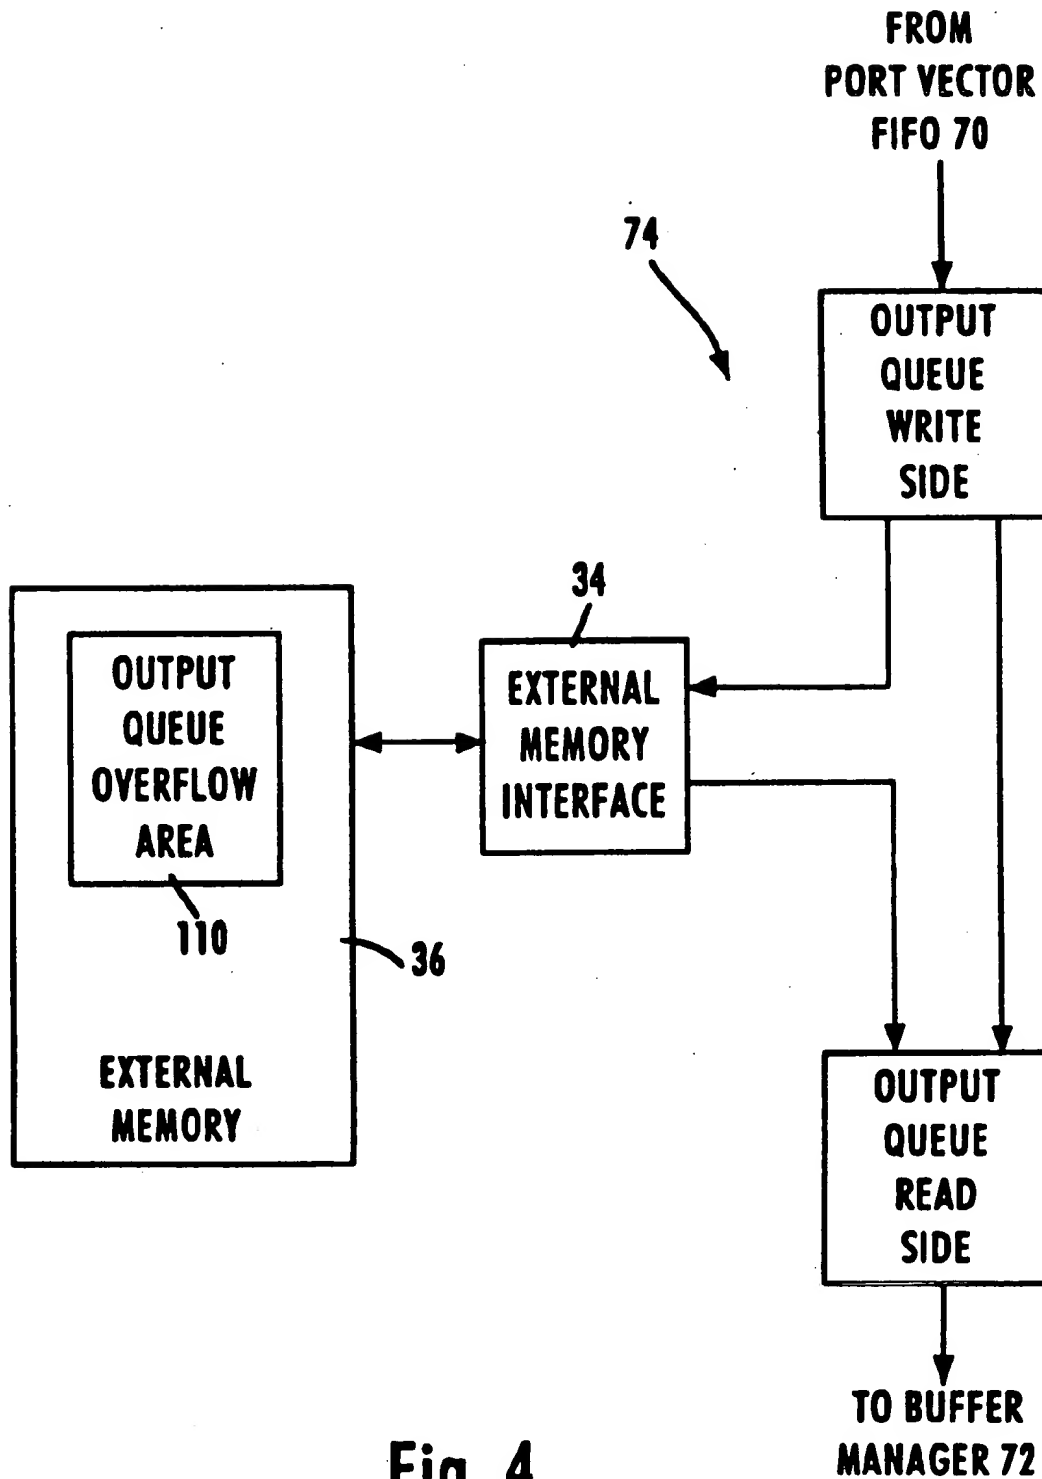 FROM
PORT VECTOR
FIFO 70
74
OUTPUT
QUEUE
WRITE
SIDE
34
EXTERNAL
MEMORY
INTERFACE
OUTPUT
QUEUE
OVERFLOW
AREA
110
36
EXTERNAL
MEMORY
OUTPUT
QUEUE
READ
SIDE
TO BUFFER
MANAGER 72
Fig. 4